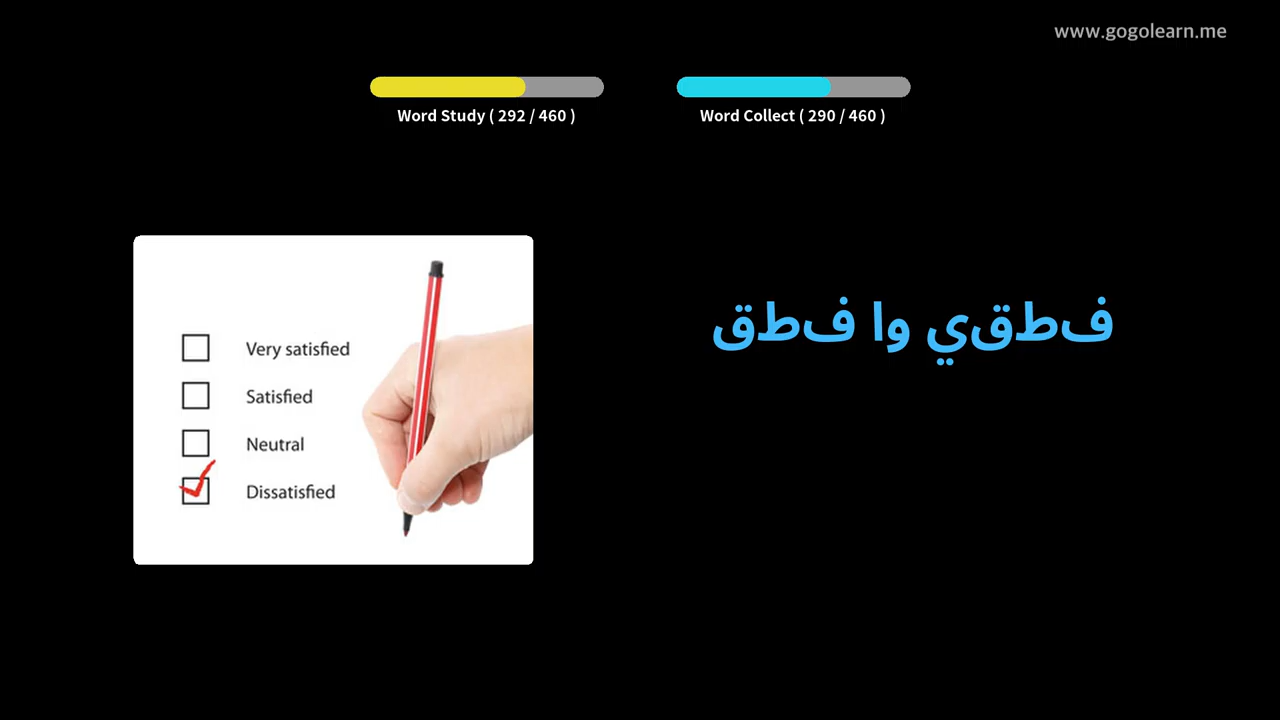 www.gogolearn.me
Word Study ( 292 / 460 )
Word Collect ( 290 / 460 )
Very satisfied
Satisfied
Neutral
Dissatisfied
فطقي وا فطق